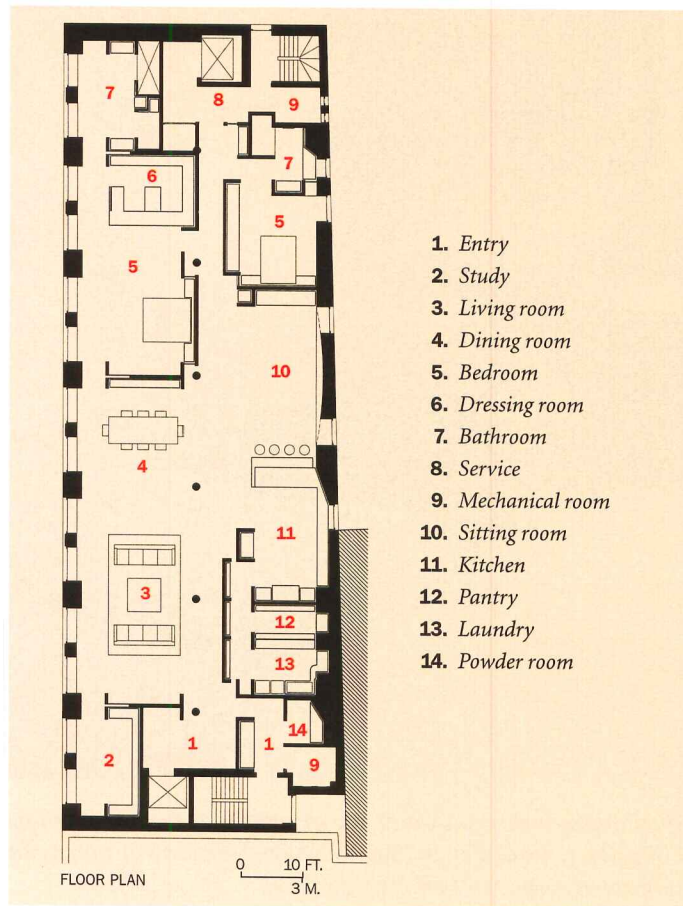 7
8
9
7
6
5
5
10
4
11
3
12
13
14
1
1
2
9
1. Entry
2. Study
3. Living room
4. Dining room
5. Bedroom
6. Dressing room
7. Bathroom
8. Service
9. Mechanical room
10. Sitting room
11. Kitchen
12. Pantry
13. Laundry
14. Powder room
FLOOR PLAN
0 10 FT.
3 M.